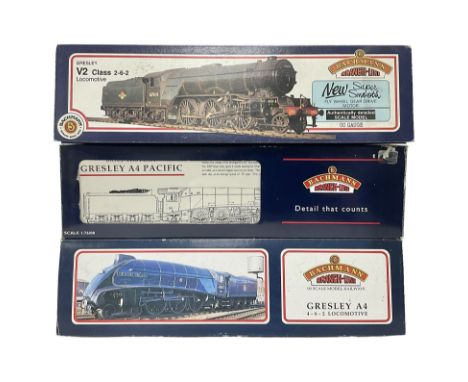 GRESLEY
V2 Class 2-6-2
Locomotive
BACHMANN
BRANCH-LINE
New Super Smooth
FLY WHEEL GEAR DRIVE
MOTOR
Authentically detailed
SCALE MODEL
OO GAUGE
BACHMANN
GRESLEY A4 PACIFIC
SCALE 1:76/OO
BACHMANN
BRANCH-LINE
Detail that counts
BACHMANN
BRANCH-LINE
OO SCALE MODEL RAILWAYS
GRESLEY A4
4-6-2 LOCOMOTIVE